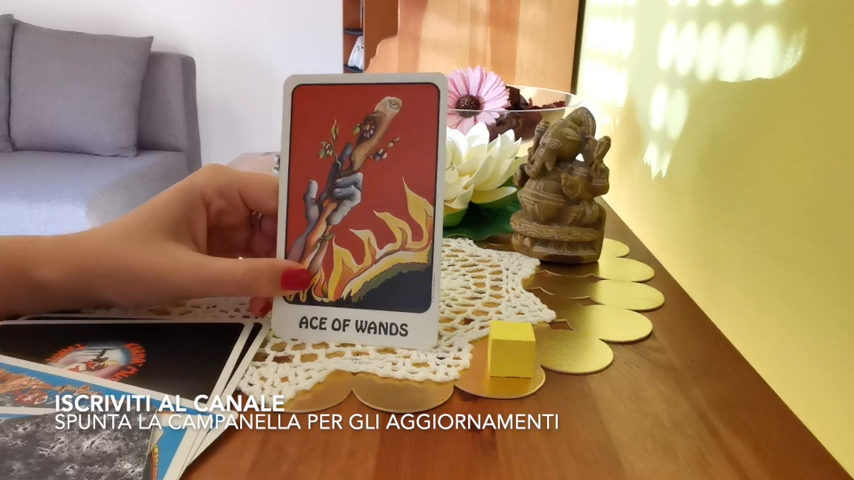 ACE OF WANDS
ISCRIVITI AL CANALE
SPUNTA LA CAMPANELLA PER GLI AGGIORNAMENTI